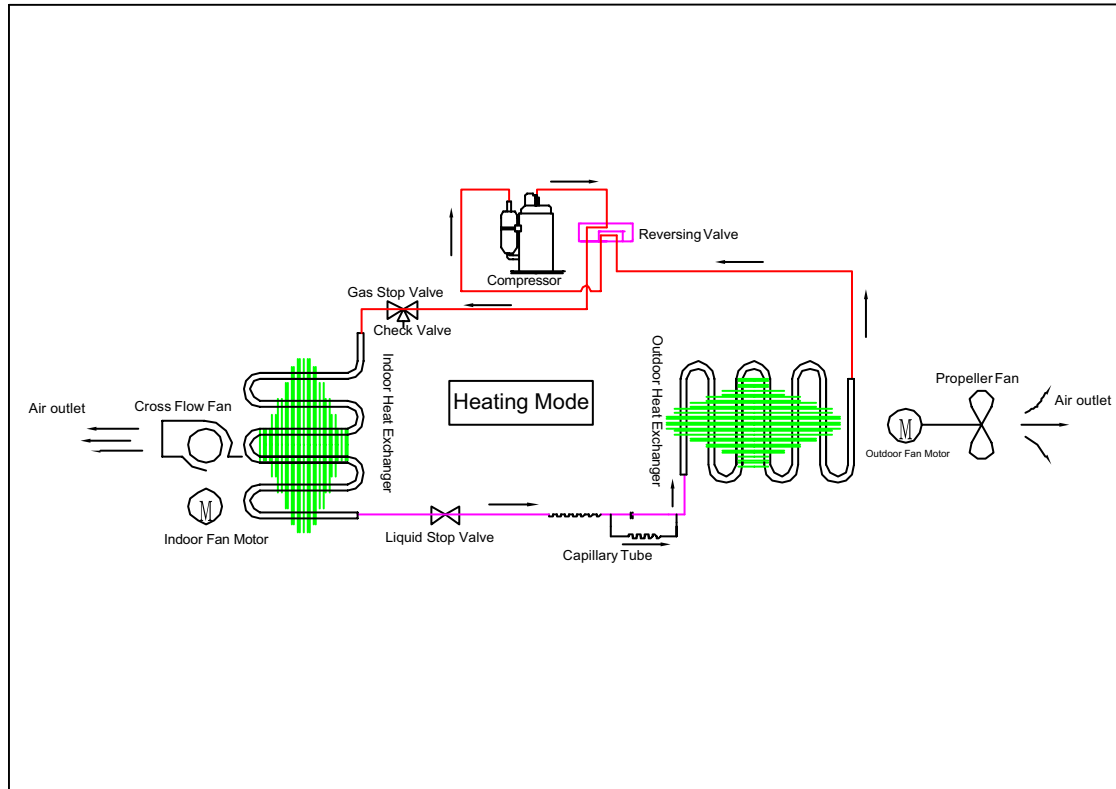 Reversing Valve
Compressor
Gas Stop Valve
Check Valve
Indoor Heat Exchanger
Outdoor Heat Exchanger
Heating Mode
Propeller Fan
Air outlet
Cross Flow Fan
Air outlet
M
Outdoor Fan Motor
M
Indoor Fan Motor
Liquid Stop Valve
Capillary Tube